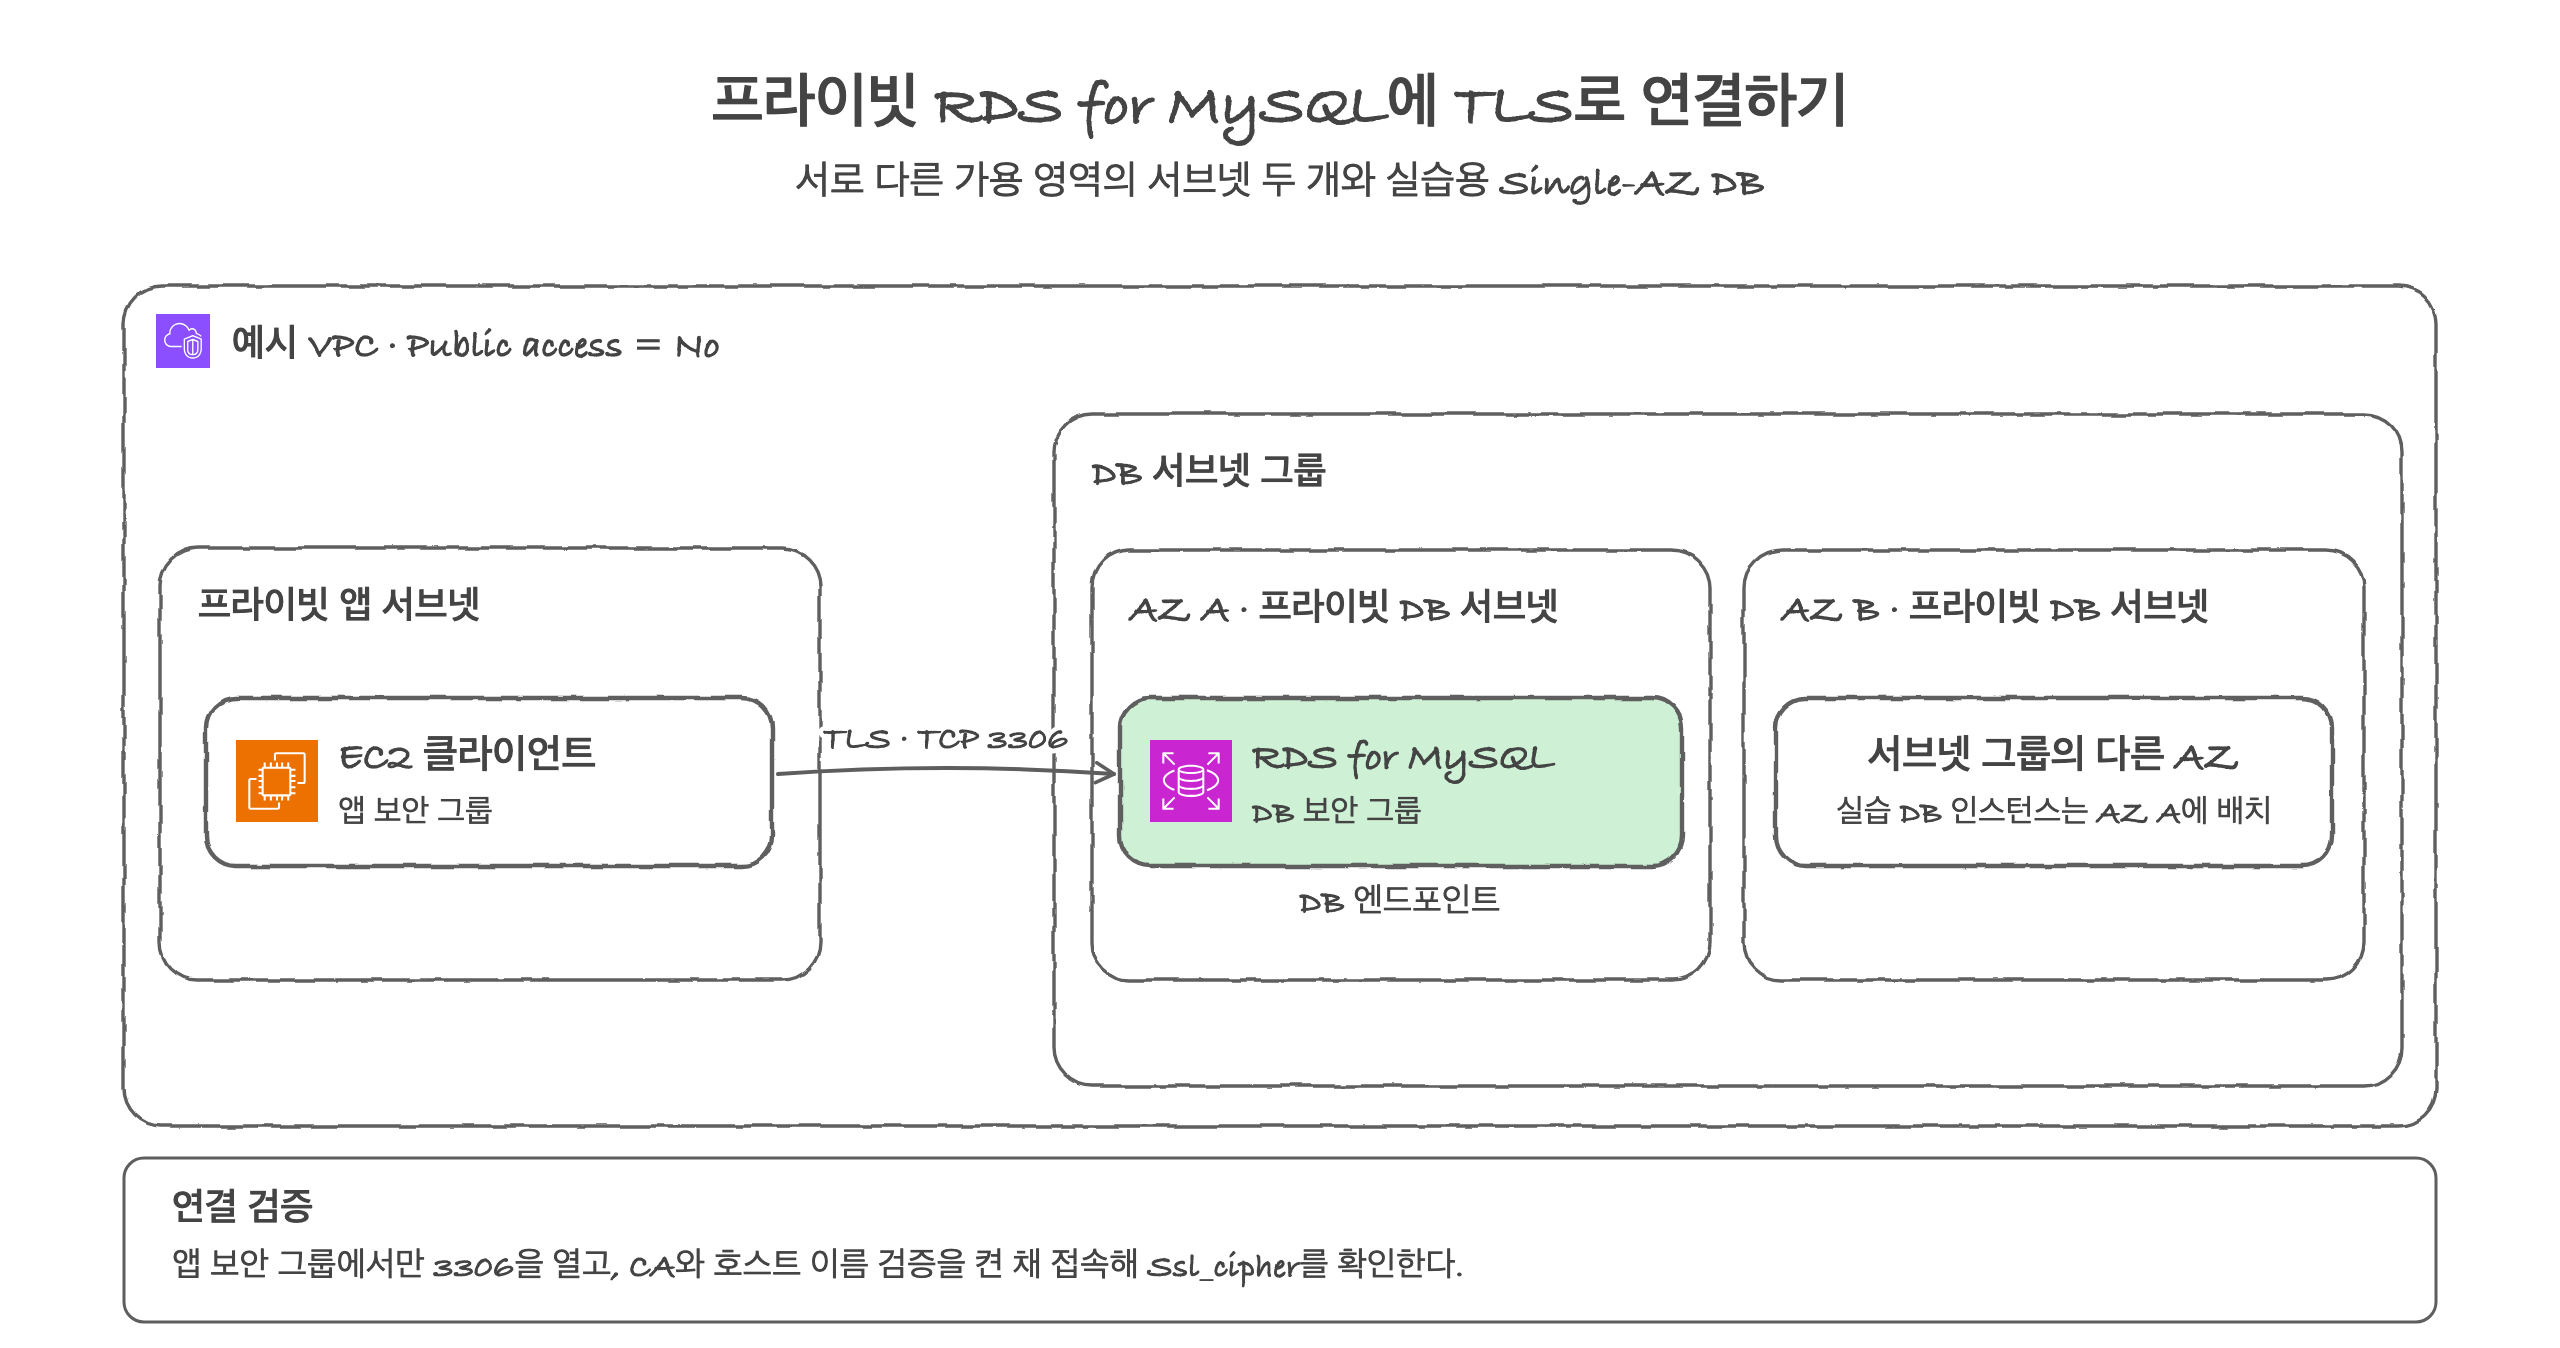 프라이빗 RDS for MySQL에 TLS로 연결하기
서로 다른 가용 영역의 서브넷 두 개와 실습용 Single-AZ DB
예시 VPC · Public access = No
DB 서브넷 그룹
프라이빗 앱 서브넷
AZ A · 프라이빗 DB 서브넷
AZ B · 프라이빗 DB 서브넷
EC2 클라이언트
앱 보안 그룹
TLS · TCP 3306
RDS for MySQL
DB 보안 그룹
DB 엔드포인트
서브넷 그룹의 다른 AZ
실습 DB 인스턴스는 AZ A에 배치
연결 검증
앱 보안 그룹에서만 3306을 열고, CA와 호스트 이름 검증을 켠 채 접속해 Ssl_cipher를 확인한다.